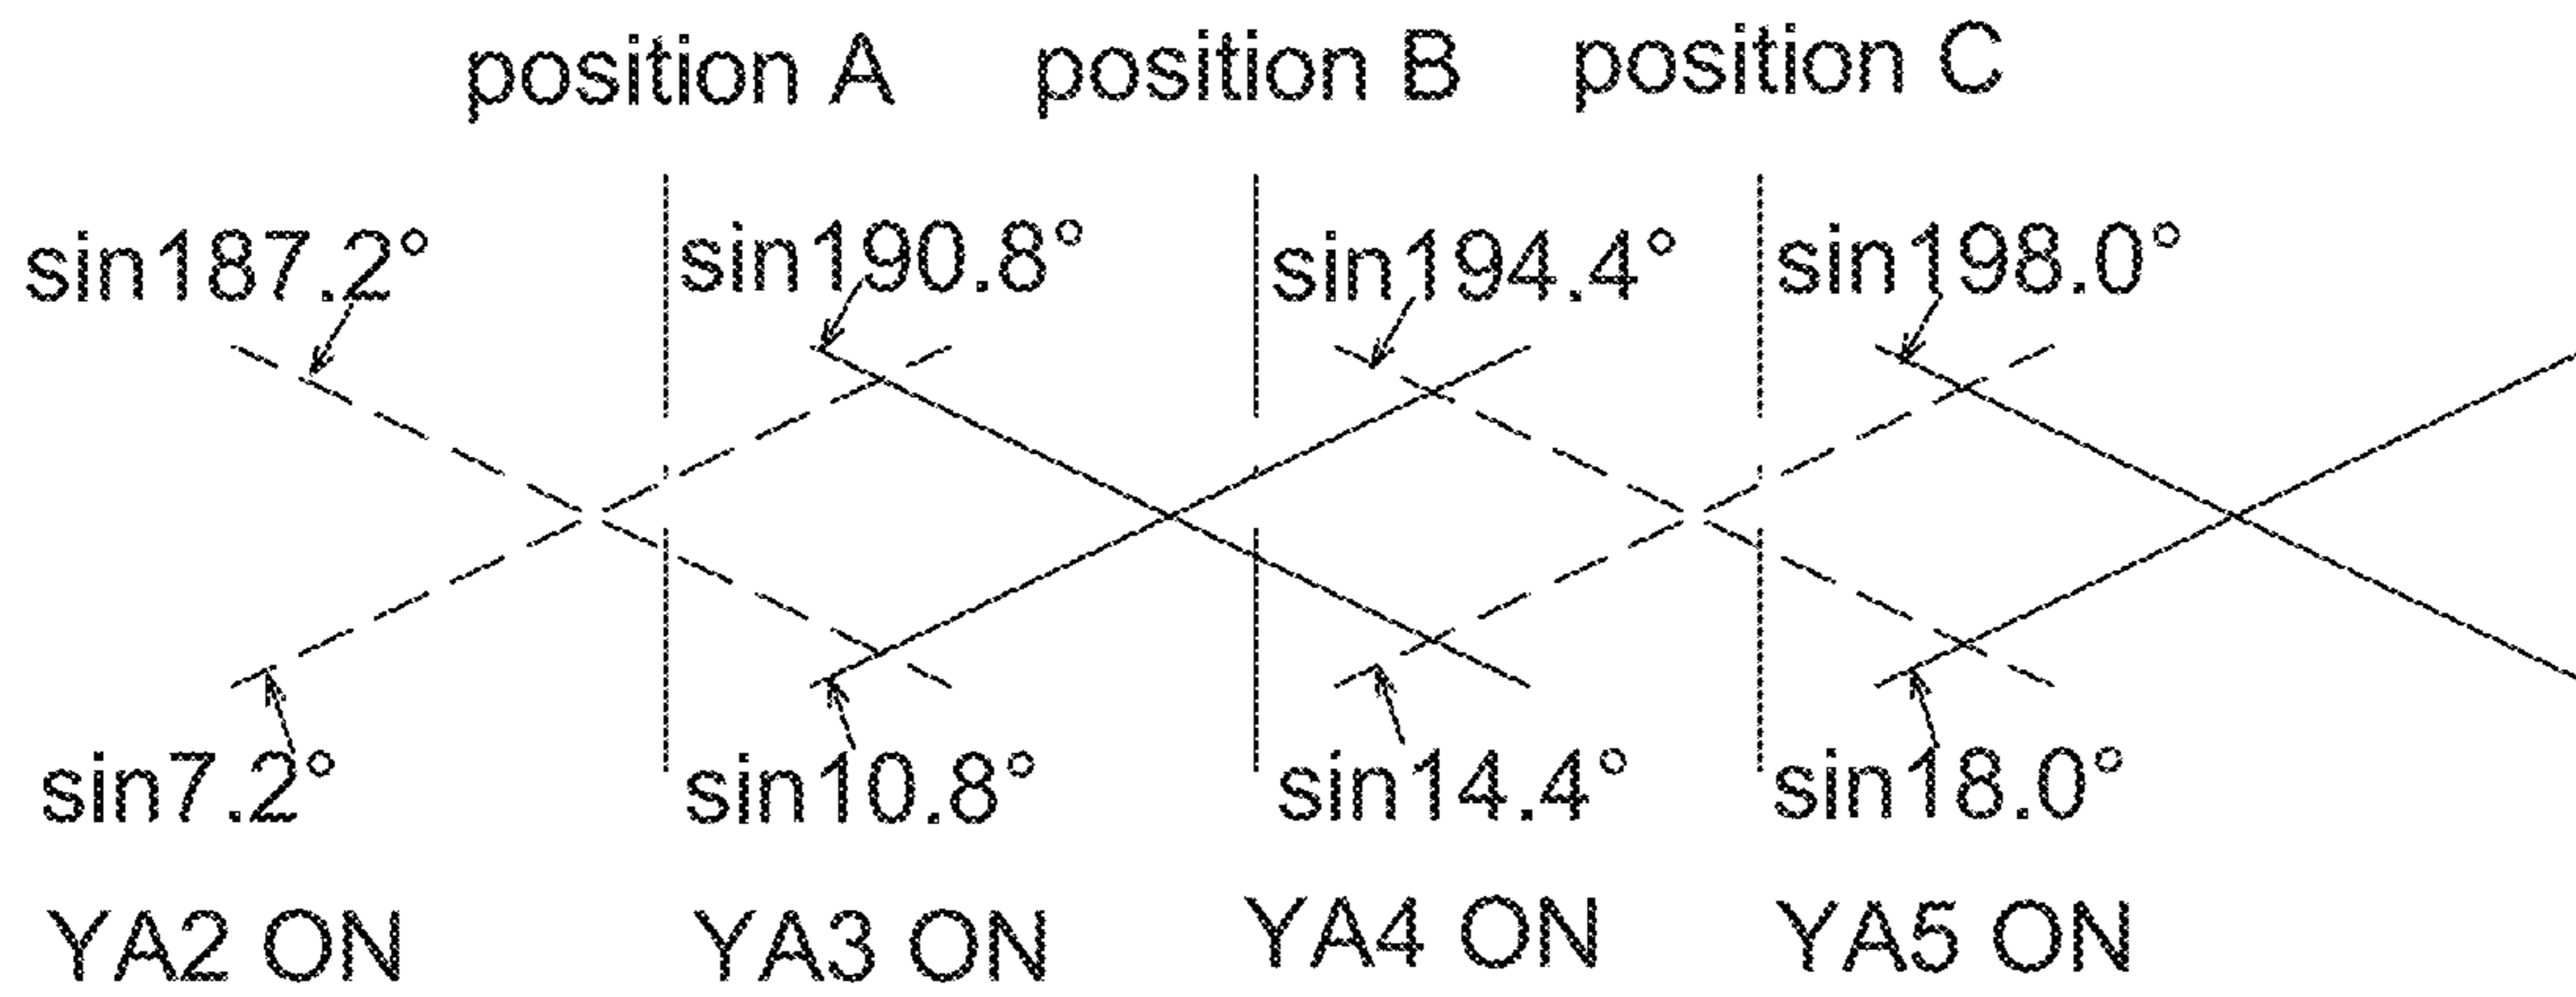 position A position B position C
sin187.2° sin190.8° sin194.4° sin198.0°
sin7.2° sin10.8° sin14.4° sin18.0°
YA2 ON YA3 ON YA4 ON YA5 ON